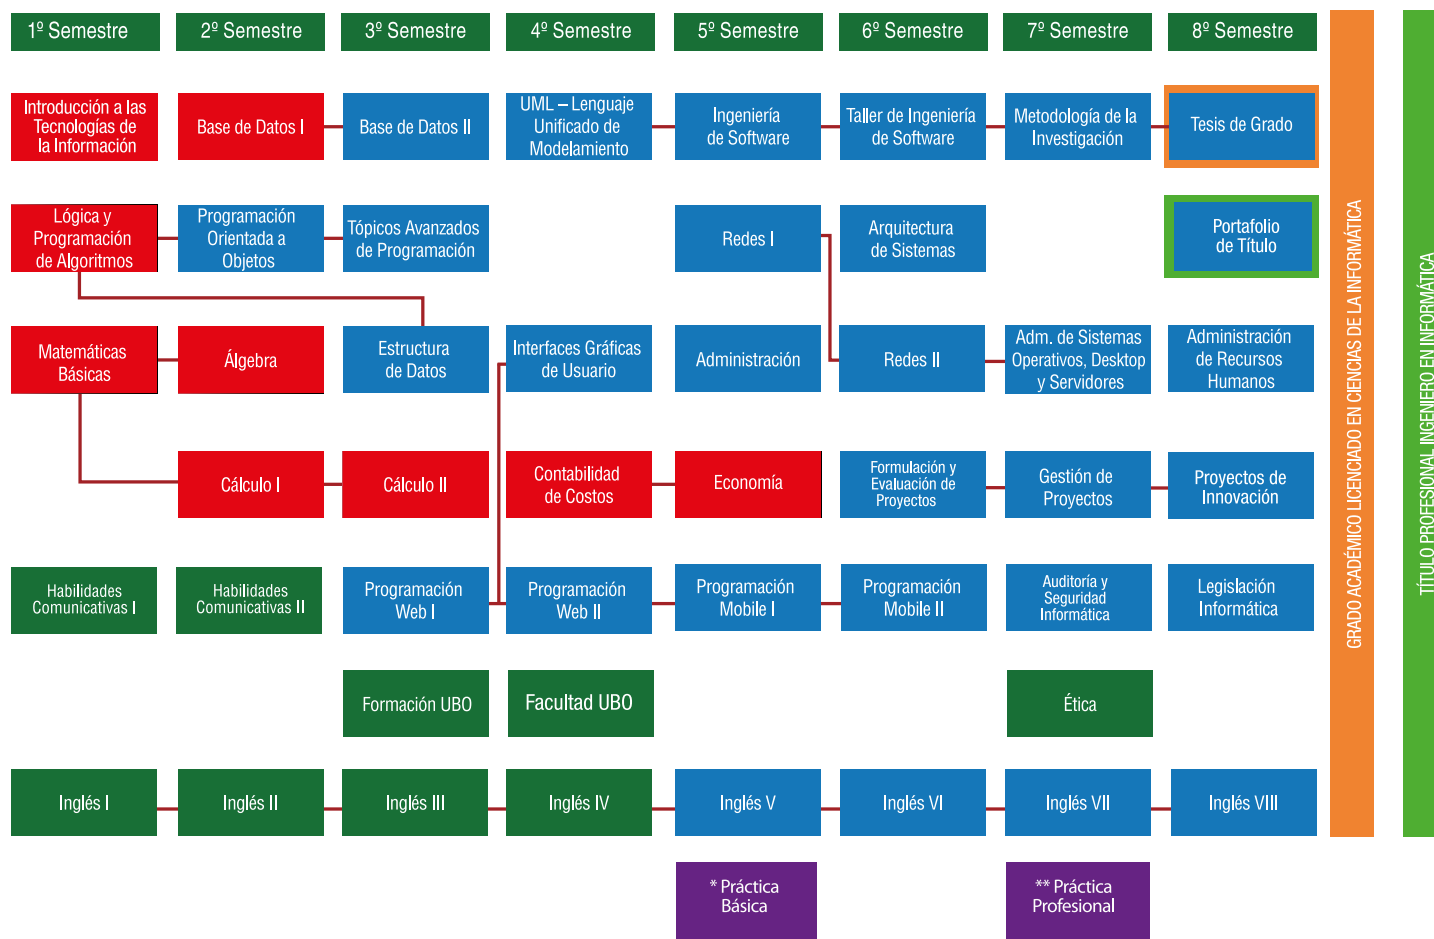 1º Semestre
2º Semestre
3º Semestre
4º Semestre
5º Semestre
6º Semestre
7º Semestre
8º Semestre
Introducción a las
Tecnologías de
la Información
Base de Datos I
Base de Datos II
UML – Lenguaje
Unificado de
Modelamiento
Ingeniería
de Software
Taller de Ingeniería
de Software
Metodología de la
Investigación
Tesis de Grado
Lógica y
Programación
de Algoritmos
Programación
Orientada a
Objetos
Tópicos Avanzados
de Programación
Redes I
Arquitectura
de Sistemas
Portafolio
de Título
Matemáticas
Básicas
Álgebra
Estructura
de Datos
Interfaces Gráficas
de Usuario
Administración
Redes II
Adm. de Sistemas
Operativos, Desktop
y Servidores
Administración
de Recursos
Humanos
Cálculo I
Cálculo II
Contabilidad
de Costos
Economía
Formulación y
Evaluación de
Proyectos
Gestión de
Proyectos
Proyectos de
Innovación
Habilidades
Comunicativas I
Habilidades
Comunicativas II
Programación
Web I
Programación
Web II
Programación
Mobile I
Programación
Mobile II
Auditoría y
Seguridad
Informática
Legislación
Informática
Formación UBO
Facultad UBO
Ética
Inglés I
Inglés II
Inglés III
Inglés IV
Inglés V
Inglés VI
Inglés VII
Inglés VIII
* Práctica
Básica
** Práctica
Profesional
GRADO ACADÉMICO LICENCIADO EN CIENCIAS DE LA INFORMÁTICA
TÍTULO PROFESIONAL INGENIERO EN INFORMÁTICA